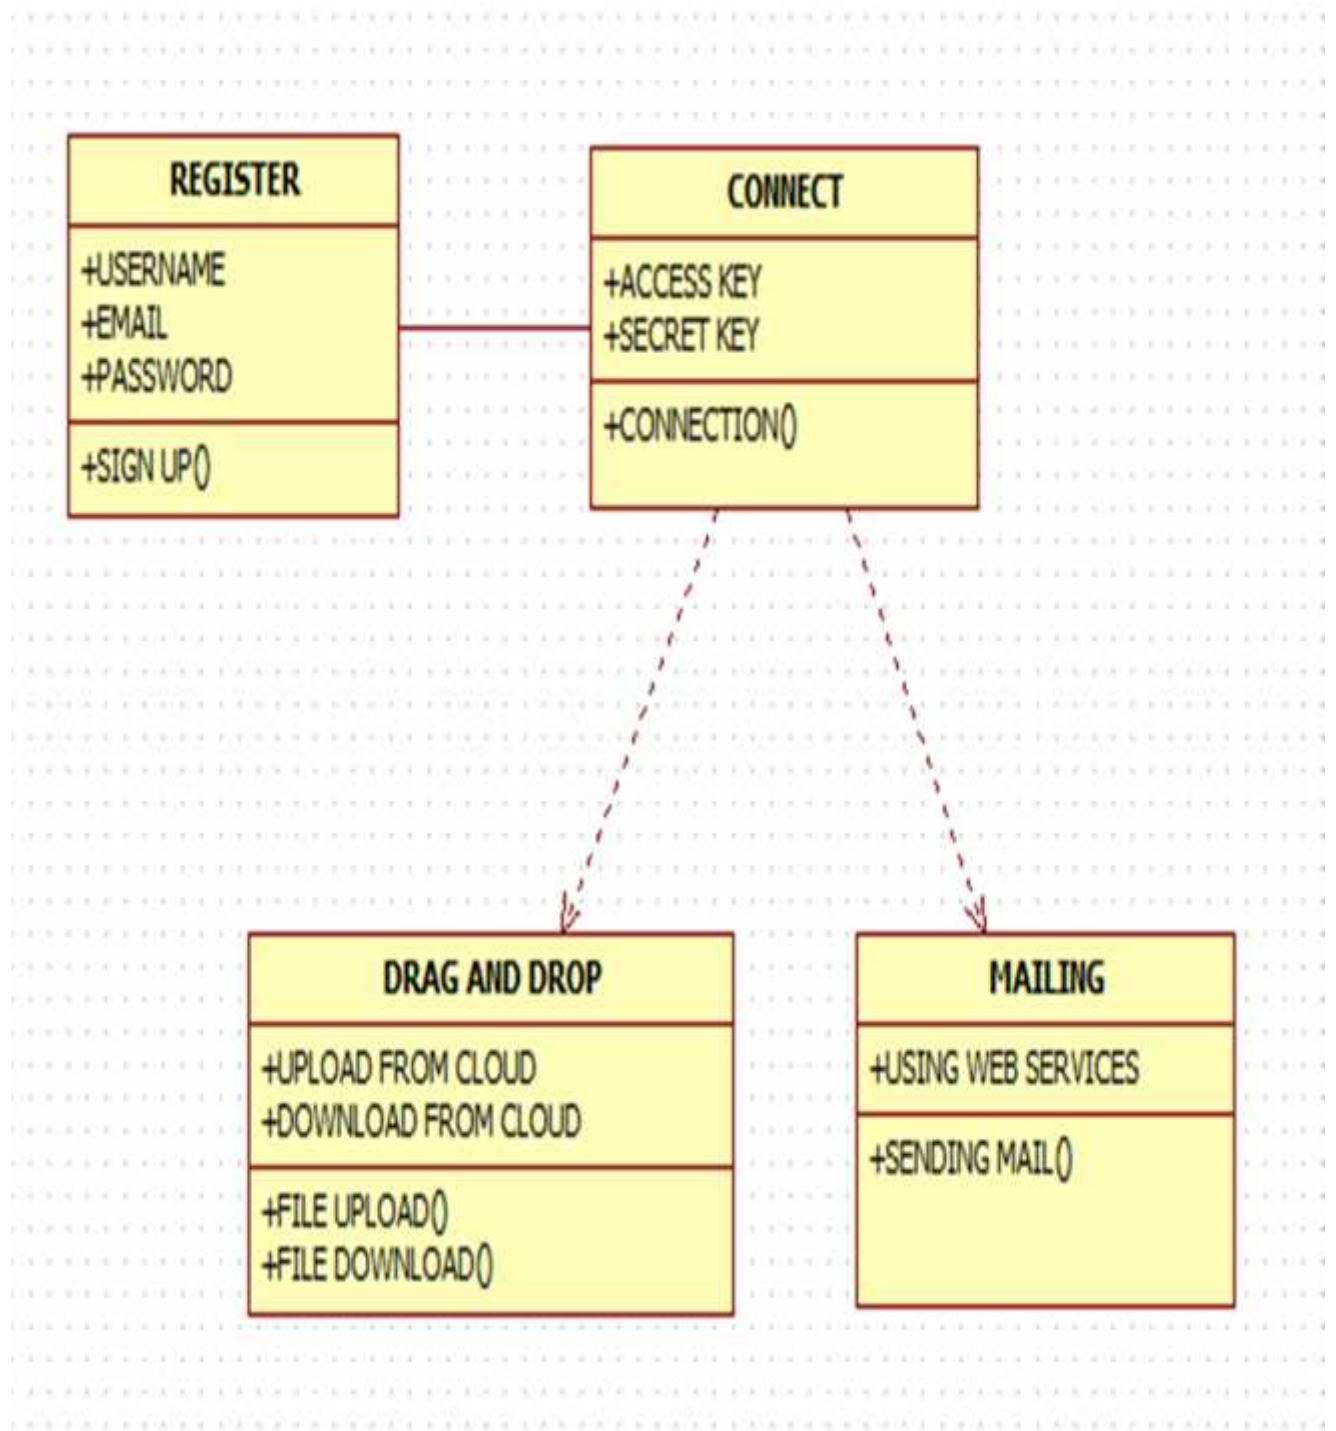 REGISTER
+USERNAME
+EMAIL
+PASSWORD
+SIGN UP()
CONNECT
+ACCESS KEY
+SECRET KEY
+CONNECTION()
DRAG AND DROP
+UPLOAD FROM CLOUD
+DOWNLOAD FROM CLOUD
+FILE UPLOAD()
+FILE DOWNLOAD()
MAILING
+USING WEB SERVICES
+SENDING MAIL()